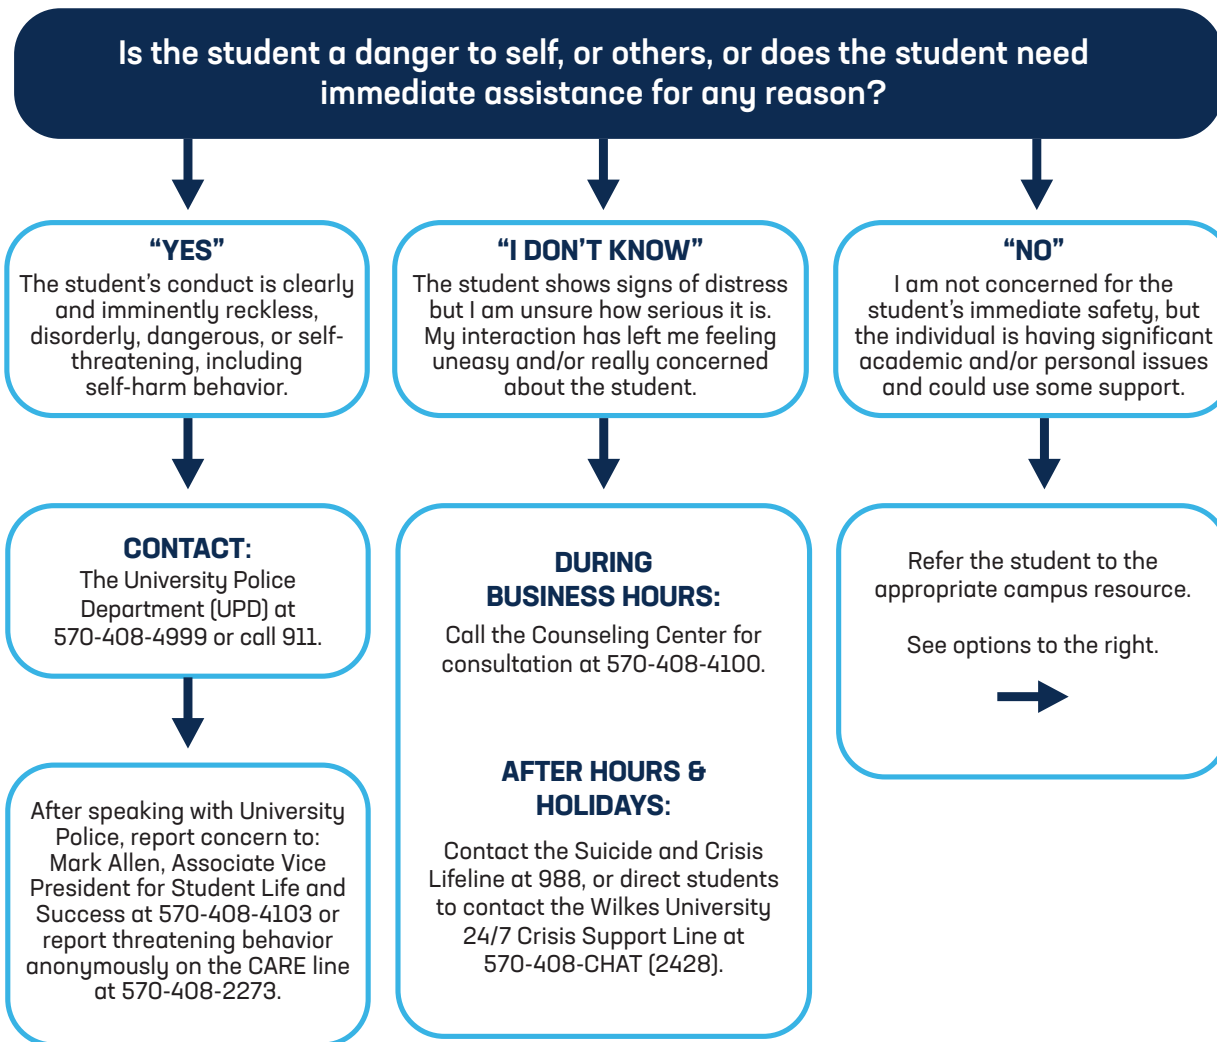 Is the student a danger to self, or others, or does the student need
immediate assistance for any reason?
“YES”
The student’s conduct is clearly
and imminently reckless,
disorderly, dangerous, or self-
threatening, including
self-harm behavior.
“I DON’T KNOW”
The student shows signs of distress
but I am unsure how serious it is.
My interaction has left me feeling
uneasy and/or really concerned
about the student.
“NO”
I am not concerned for the
student’s immediate safety, but
the individual is having significant
academic and/or personal issues
and could use some support.
CONTACT:
The University Police
Department (UPD) at
570-408-4999 or call 911.
After speaking with University
Police, report concern to:
Mark Allen, Associate Vice
President for Student Life and
Success at 570-408-4103 or
report threatening behavior
anonymously on the CARE line
at 570-408-2273.
DURING
BUSINESS HOURS:
Call the Counseling Center for
consultation at 570-408-4100.
AFTER HOURS &
HOLIDAYS:
Contact the Suicide and Crisis
Lifeline at 988, or direct students
to contact the Wilkes University
24/7 Crisis Support Line at
570-408-CHAT (2428).
Refer the student to the
appropriate campus resource.
See options to the right.